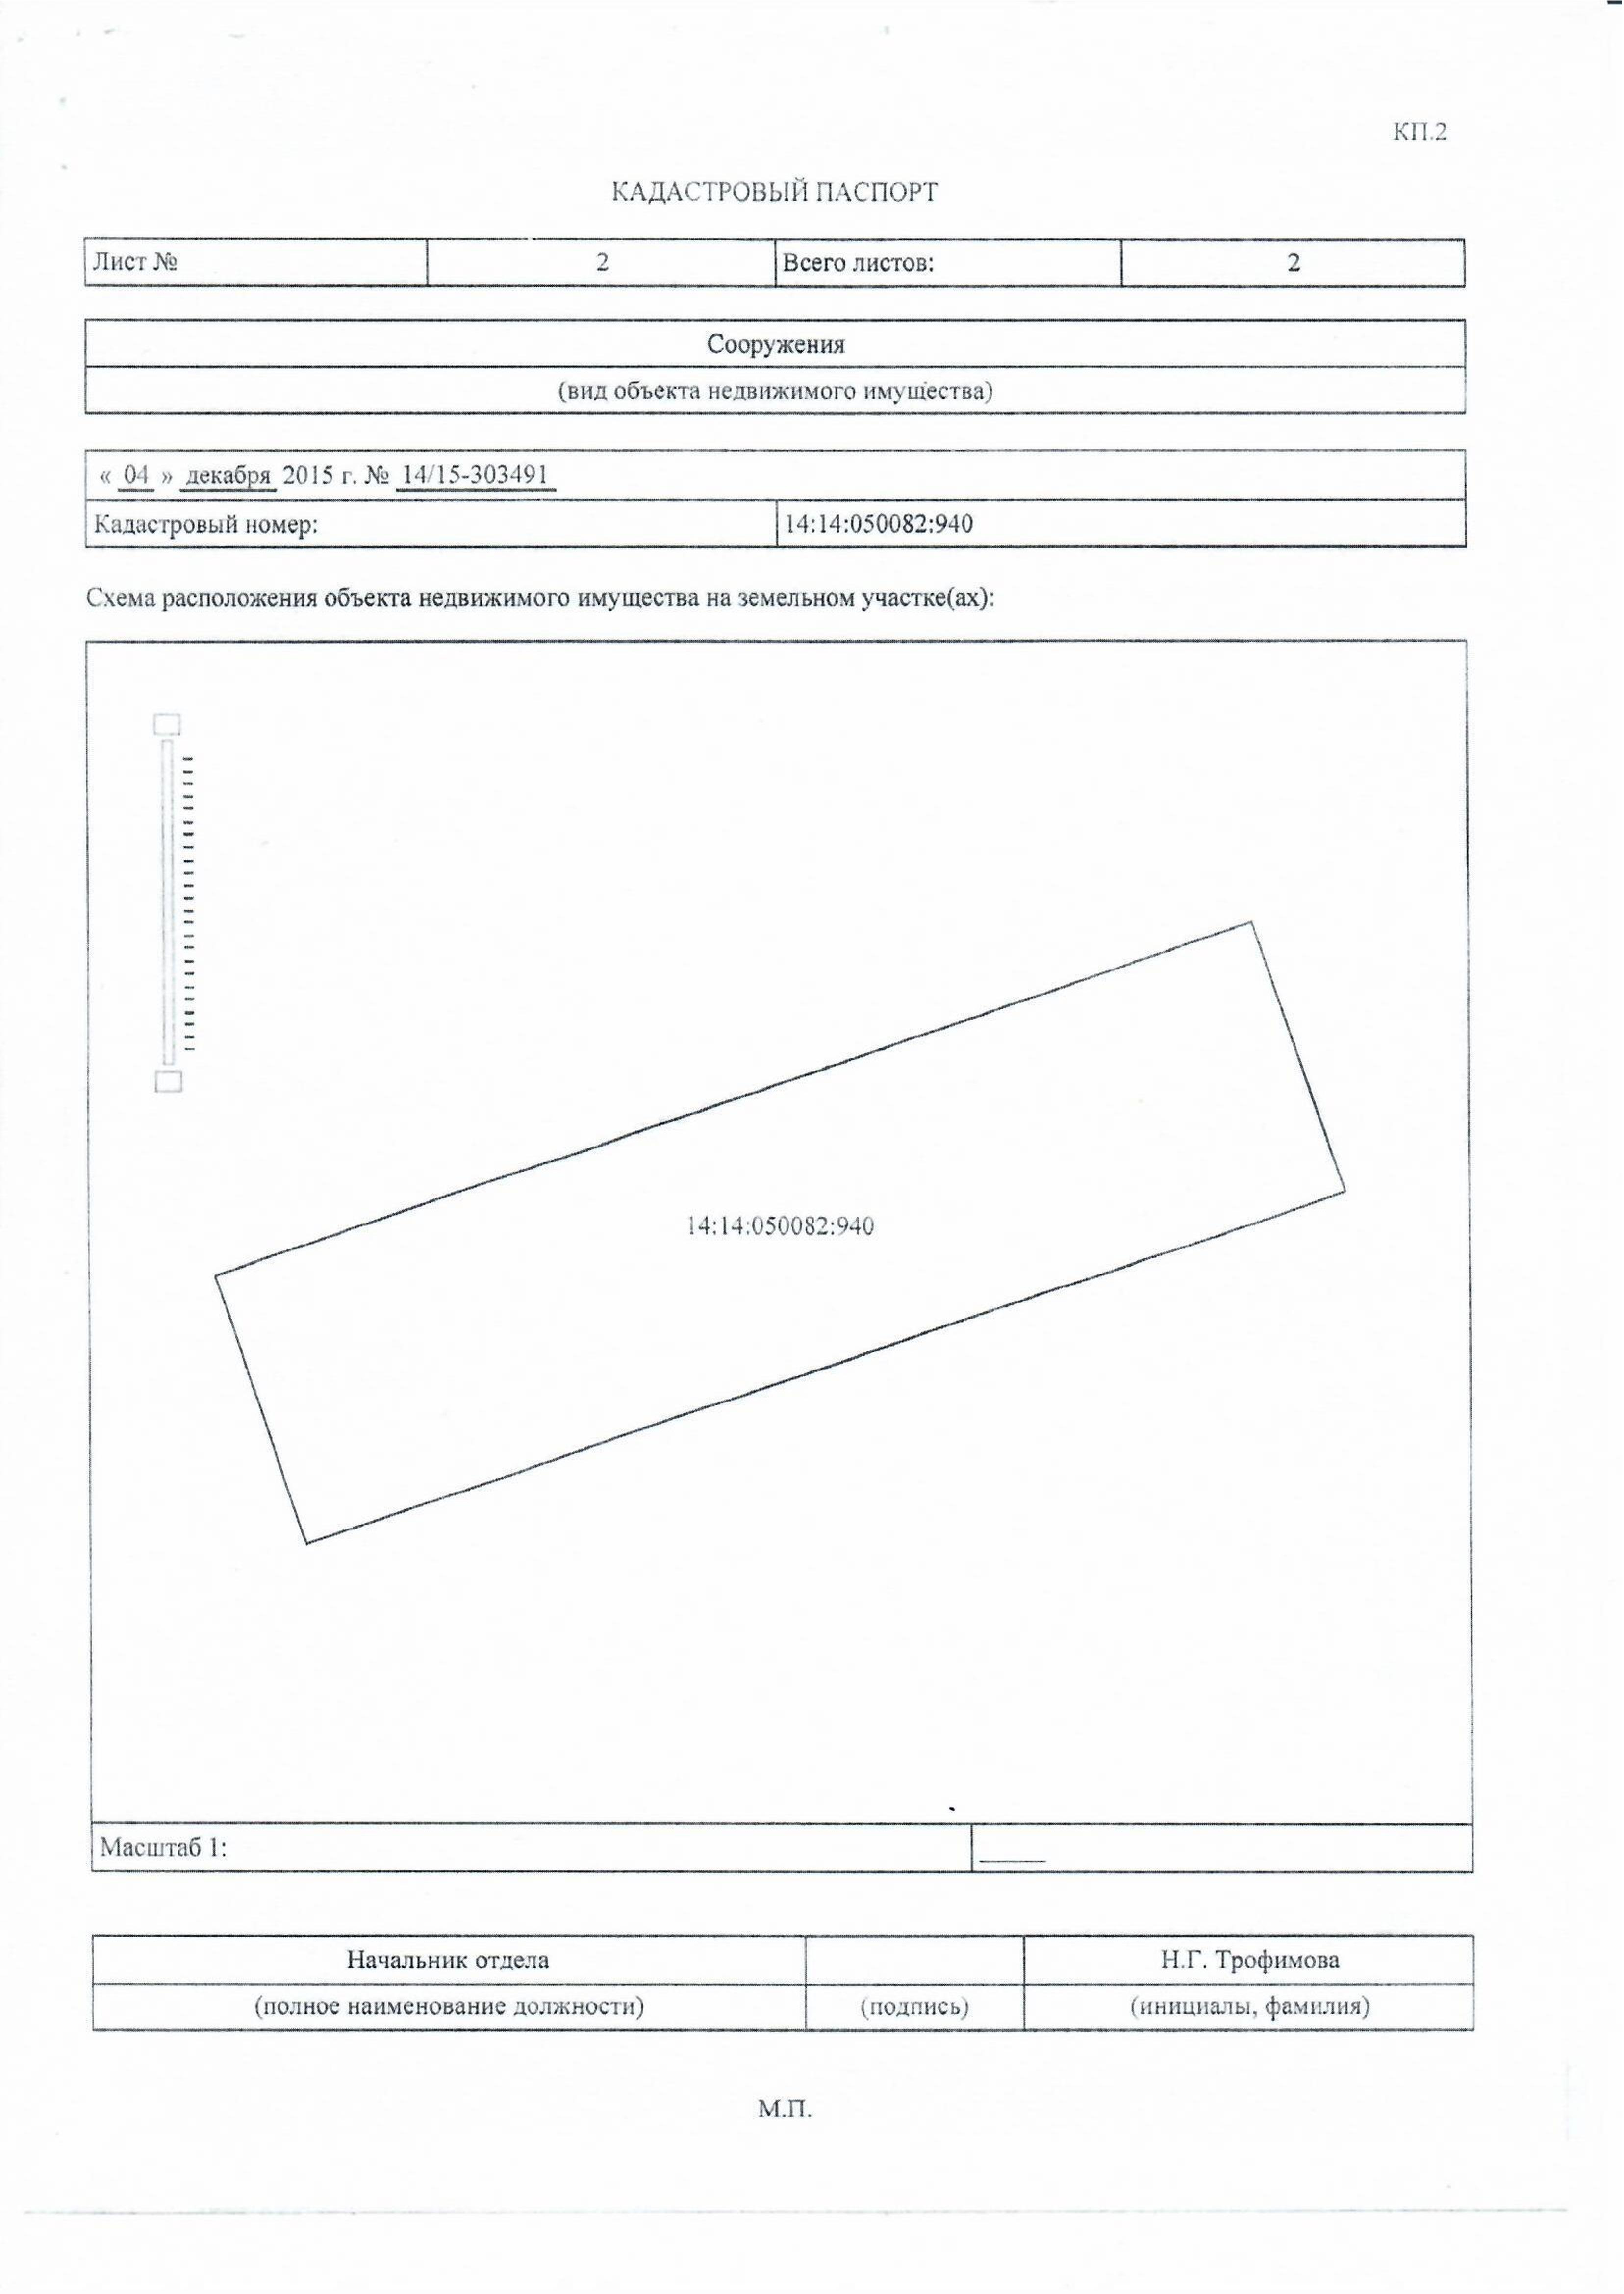 КП.2
КАДАСТРОВЫЙ ПАСПОРТ
Лист № 2 Всего листов: 2
Сооружения
(вид объекта недвижимого имущества)
« 04 » декабря 2015 г. № 14/15-303491
Кадастровый номер: 14:14:050082:940
Схема расположения объекта недвижимого имущества на земельном участке(ах):
14:14:050082:940
Масштаб 1: _____
Начальник отдела Н.Г. Трофимова
(полное наименование должности) (подпись) (инициалы, фамилия)
М.П.